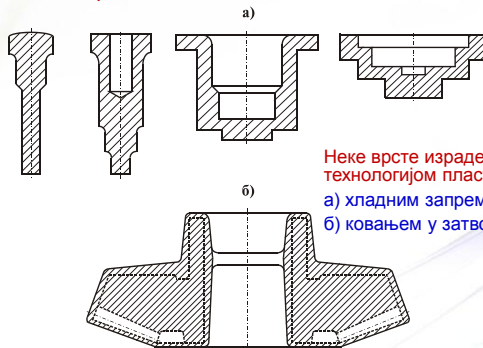 а)
Неке врсте израде
технологијом плас
а) хладним запрем
б) ковањем у затво
б)